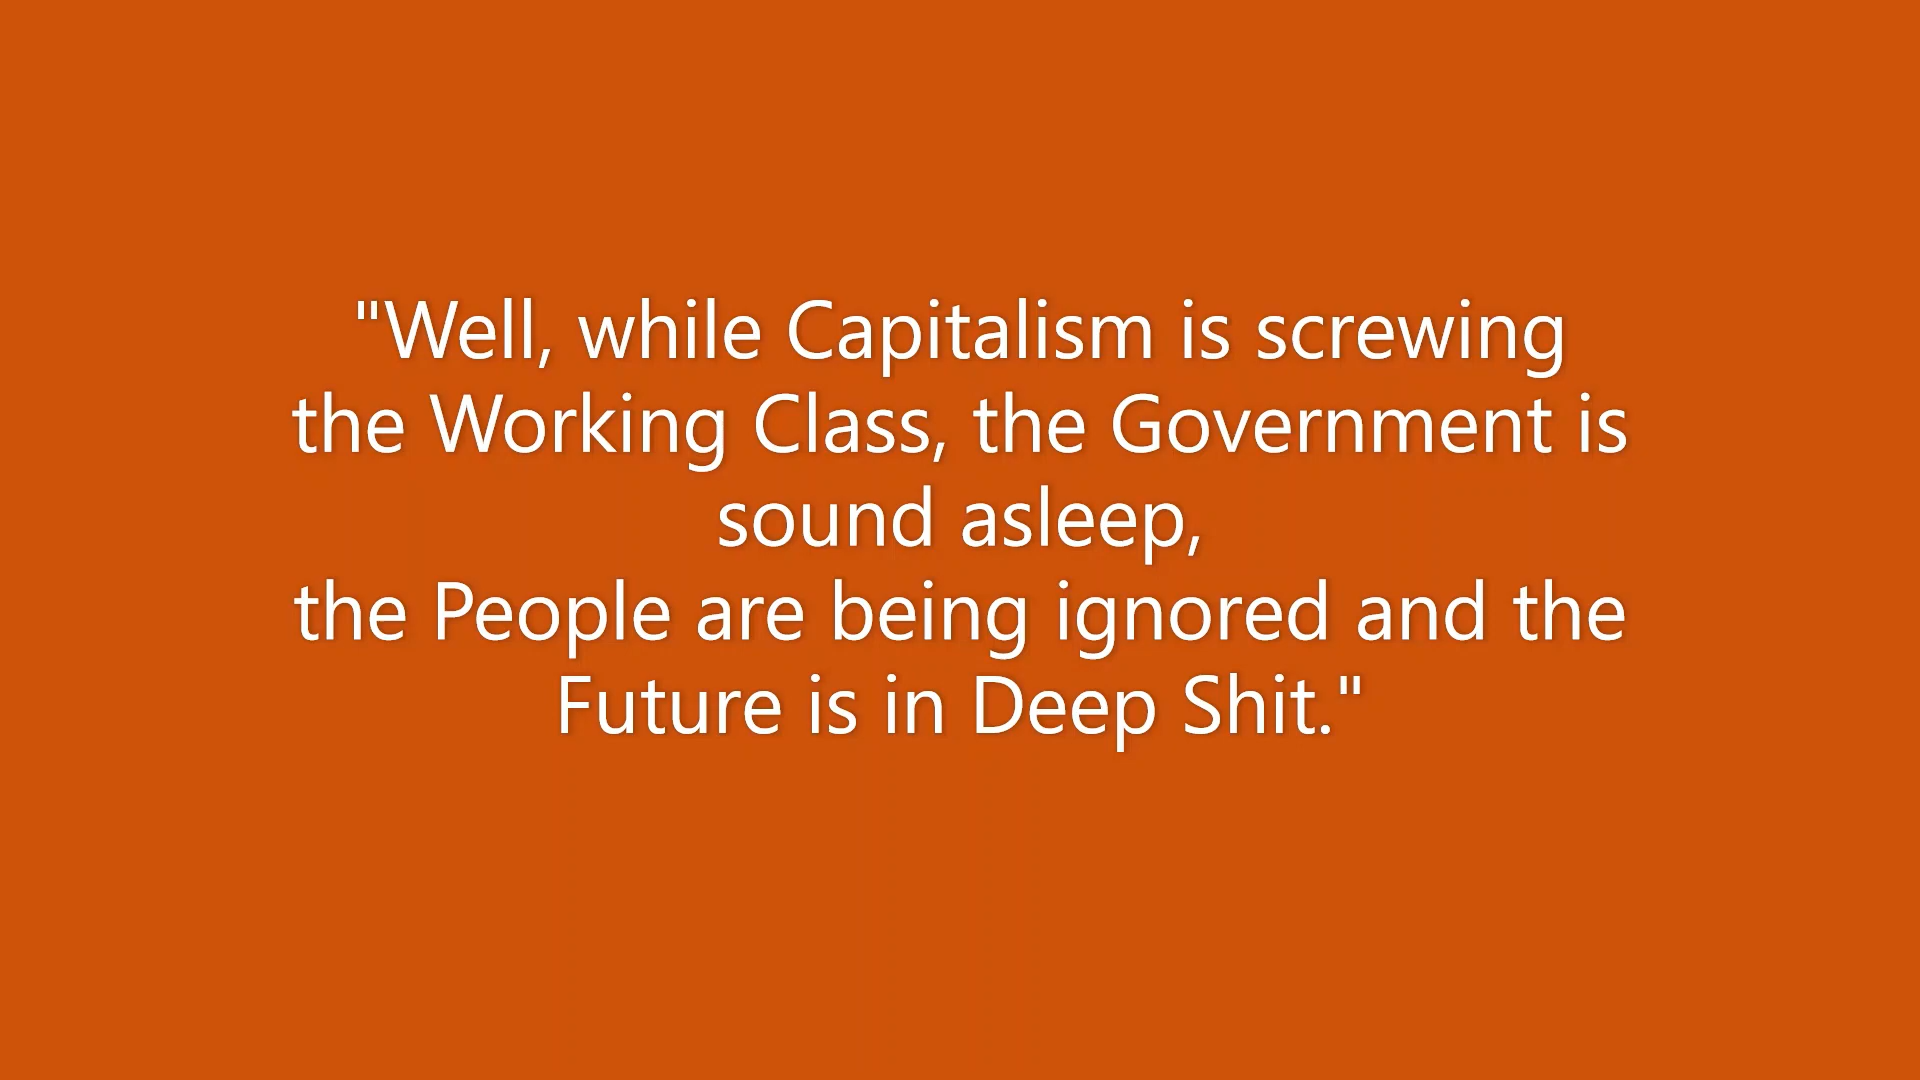 "Well, while Capitalism is screwing
the Working Class, the Government is
sound asleep,
the People are being ignored and the
Future is in Deep Shit."